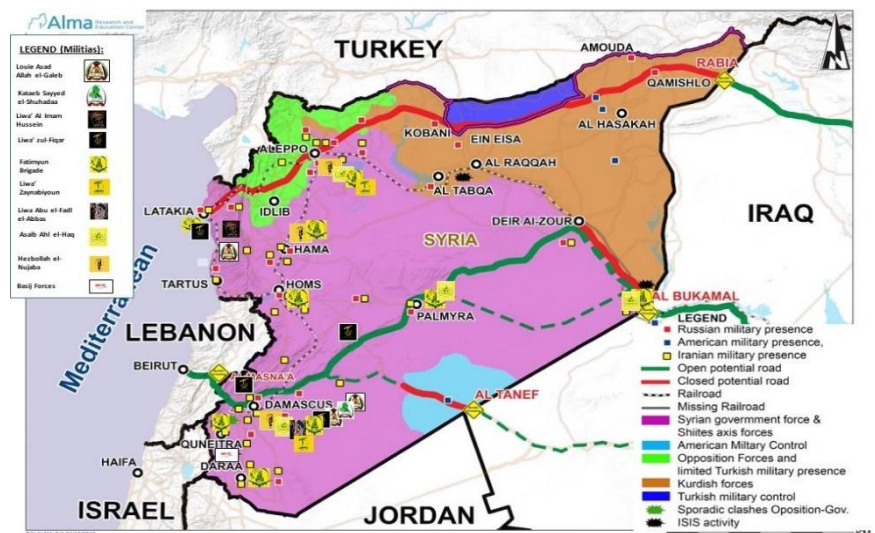 Alma Research and Education Center
LEGEND (Militias):
Louie Asad
Allah el-Galeb
Kataeb Sayyed
el-Shuhadaa
Liwa' Al Imam
Hussein
Liwa' zul-Fiqar
Fatimyun
Brigade
Liwa'
Zaynabiyoun
Liwa Abu el-Fadl
el-Abbas
Asaib Ahl el-Haq
Hezbollah el-
Nujaba
Basij Forces
TURKEY
AMOUDA
RABIA
QAMISHLO
KOBANI
EIN EISA
AL HASAKAH
ALEPPO
AL RAQQAH
AL TABQA
IDLIB
LATAKIA
DEIR Al-ZOUR
IRAQ
SYRIA
HAMA
TARTUS
HOMS
Mediterranean
PALMYRA
AL BUKAMAL
LEBANON
BEIRUT
DAMASCUS
AL TANEF
QUNEITRA
HAIFA
DARAA
ISRAEL
JORDAN
LEGEND
Russian military presence
American military presence,
Iranian military presence
Open potential road
Closed potential road
Railroad
Missing Railroad
Syrian govermment force &
Shiites axis forces
American Miltary Control
Opposition Forces and
limited Turkish military presence
Kurdish forces
Turkish military control
Sporadic clashes Oposition-Gov.
ISIS activity